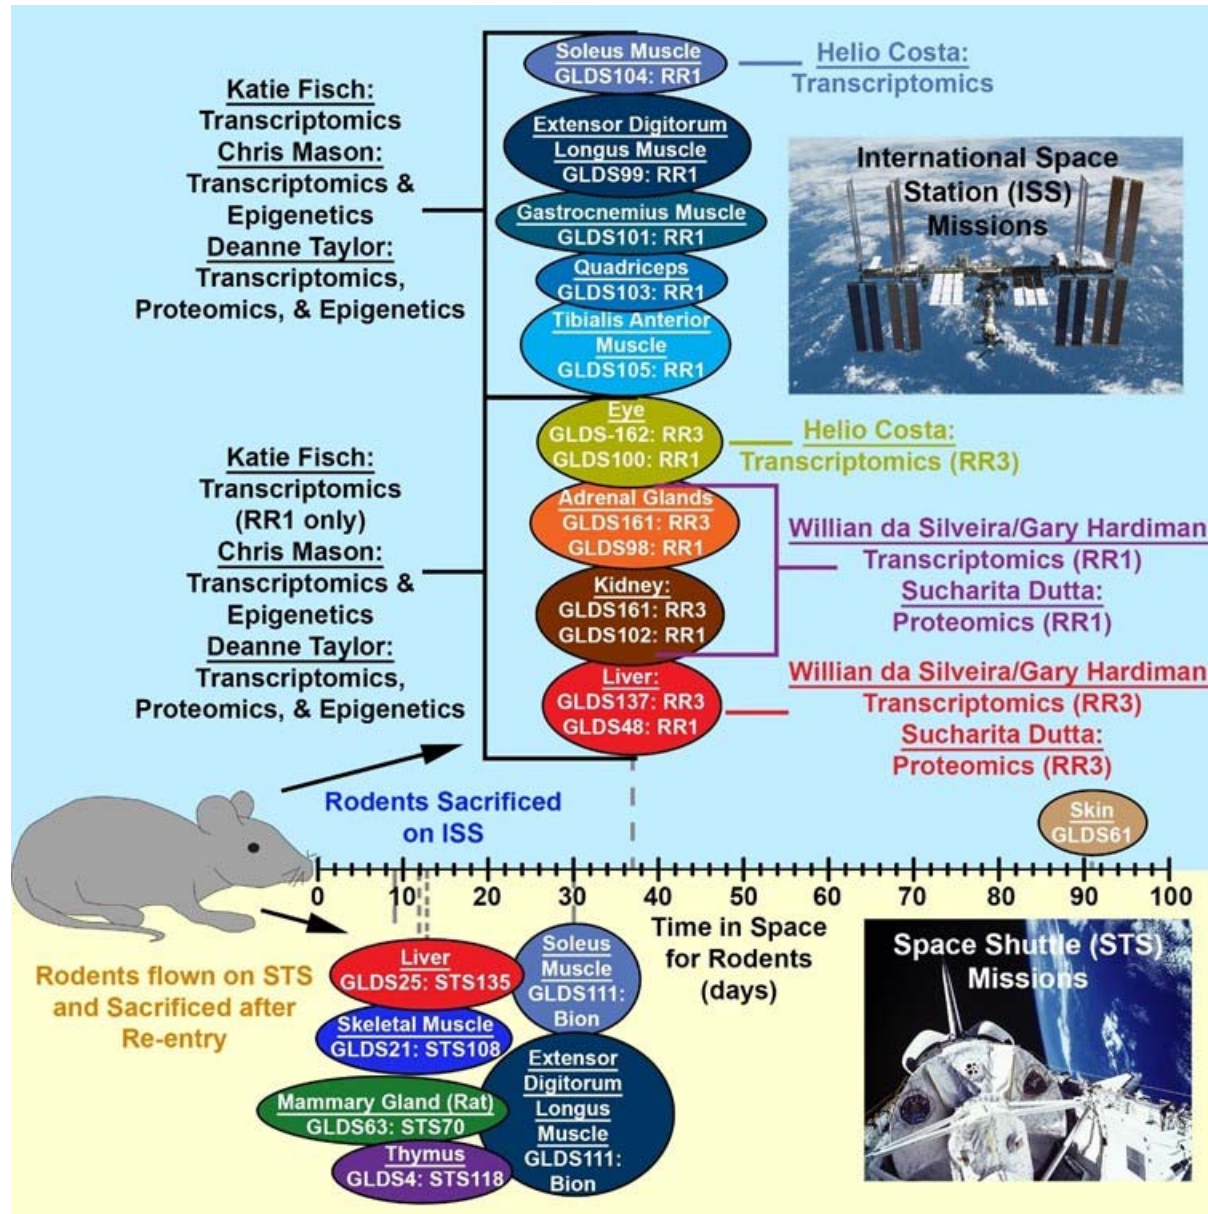 Katie Fisch:
Transcriptomics
Chris Mason:
Transcriptomics &
Epigenetics
Deanne Taylor:
Transcriptomics,
Proteomics, & Epigenetics
Soleus Muscle
GLDS104: RR1
Extensor Digitorum
Longus Muscle
GLDS99: RR1
Gastrocnemius Muscle
GLDS101: RR1
Quadriceps
GLDS103: RR1
Tibialis Anterior
Muscle
GLDS105: RR1
Helio Costa:
Transcriptomics
International Space
Station (ISS)
Missions
Katie Fisch:
Transcriptomics
(RR1 only)
Chris Mason:
Transcriptomics &
Epigenetics
Deanne Taylor:
Transcriptomics,
Proteomics, & Epigenetics
Eye
GLDS-162: RR3
GLDS100: RR1
Adrenal Glands
GLDS161: RR3
GLDS98: RR1
Kidney:
GLDS161: RR3
GLDS102: RR1
Liver:
GLDS137: RR3
GLDS48: RR1
Helio Costa:
Transcriptomics (RR3)
Willian da Silveira/Gary Hardiman
Transcriptomics (RR1)
Sucharita Dutta:
Proteomics (RR1)
Willian da Silveira/Gary Hardiman
Transcriptomics (RR3)
Sucharita Dutta:
Proteomics (RR3)
Rodents Sacrificed
on ISS
Skin
GLDS61
0 10 20 30 40 50 60 70 80 90 100
Time in Space
for Rodents
(days)
Rodents flown on STS
and Sacrificed after
Re-entry
Liver
GLDS25: STS135
Skeletal Muscle
GLDS21: STS108
Mammary Gland (Rat)
GLDS63: STS70
Thymus
GLDS4: STS118
Soleus
Muscle
GLDS111:
Bion
Extensor
Digitorum
Longus
Muscle
GLDS111:
Bion
Space Shuttle (STS)
Missions